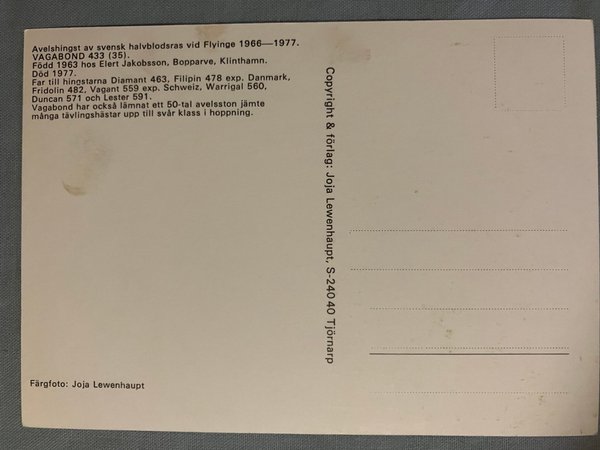 Avelshingst av svensk halvblodsras vid Flyinge 1966—1977.
VAGABOND 433 (35).
Född 1963 hos Elert Jakobsson, Bopparve, Klinthamn.
Död 1977.
Far till hingstarna Diamant 463, Filipin 478 exp. Danmark,
Fridolin 482, Vagant 559 exp. Schweiz, Warrigal 560,
Duncan 571 och Lester 591.
Vagabond har också lämnat ett 50-tal avelsston jämte
många tävlingshästar upp till svår klass i hoppning.
Färgfoto: Joja Lewenhaupt
Copyright & förlag: Joja Lewenhaupt, S-240 40 Tjörnarp